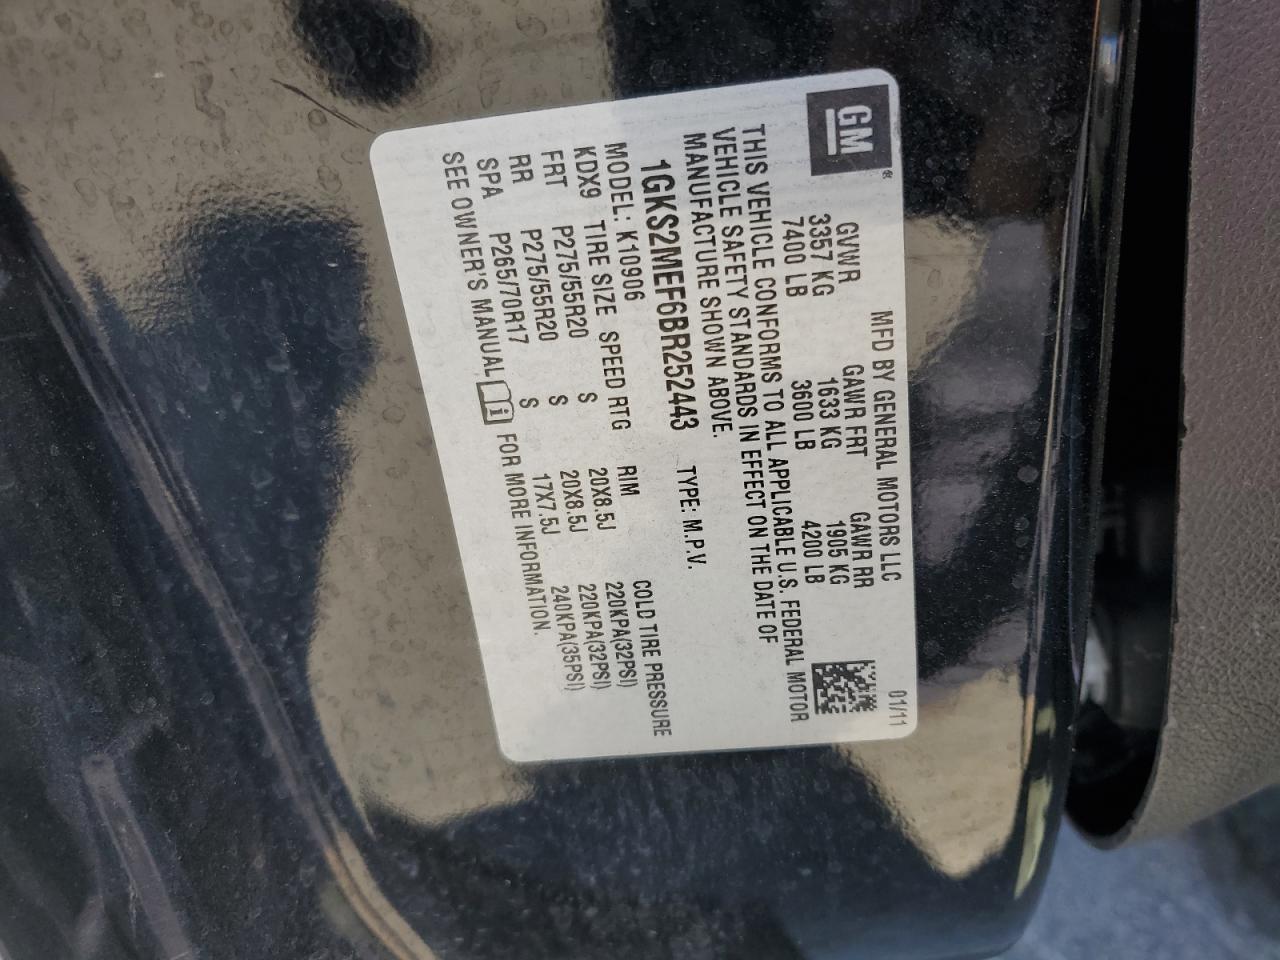 GM
MFD BY GENERAL MOTORS LLC 01/11
GVWR GAWR FRT GAWR RR
3357 KG 1633 KG 1905 KG
7400 LB 3600 LB 4200 LB
THIS VEHICLE CONFORMS TO ALL APPLICABLE U.S. FEDERAL MOTOR
VEHICLE SAFETY STANDARDS IN EFFECT ON THE DATE OF
MANUFACTURE SHOWN ABOVE.
1GKS2MEF6BR252443 TYPE: M.P.V.
MODEL: K10906
KDX9 TIRE SIZE SPEED RTG RIM COLD TIRE PRESSURE
FRT P275/55R20 S 20X8.5J 220KPA(32PSI)
RR P275/55R20 S 20X8.5J 220KPA(32PSI)
SPA P265/70R17 S 17X7.5J 240KPA(35PSI)
SEE OWNER'S MANUAL i FOR MORE INFORMATION.